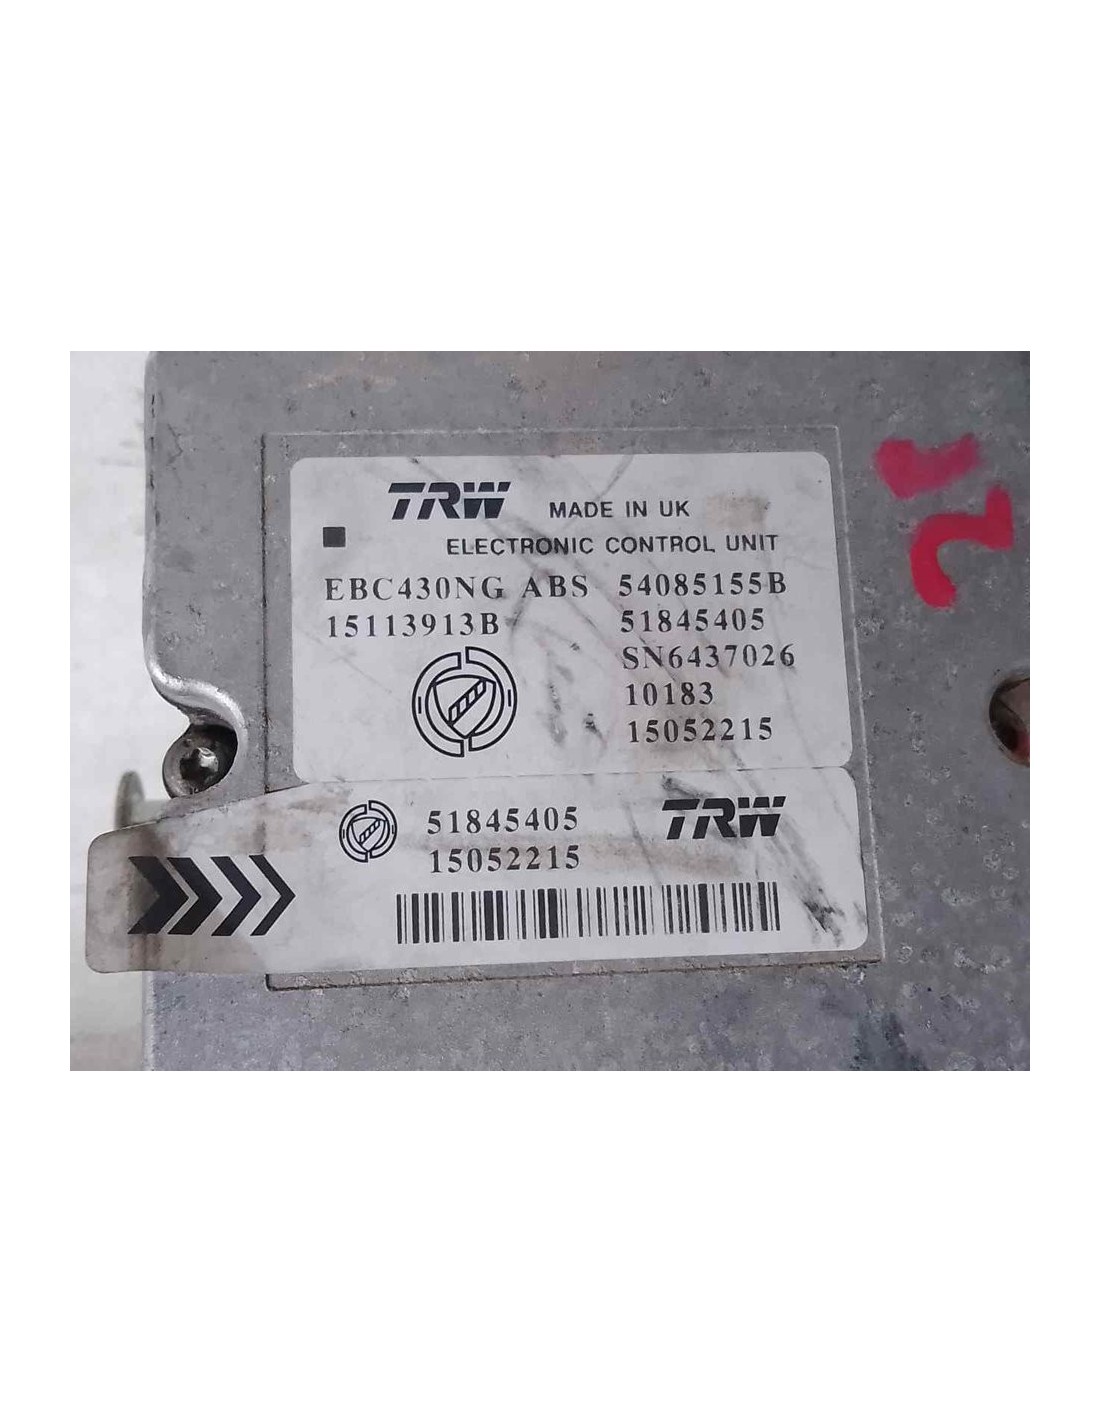 TRW MADE IN UK
ELECTRONIC CONTROL UNIT
EBC430NG ABS 54085155B
15113913B 51845405
SN6437026
10183
15052215
51845405 TRW
15052215